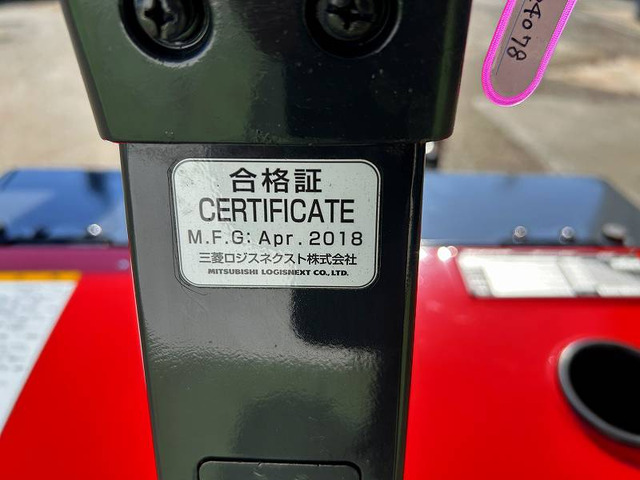 合格証
CERTIFICATE
M.F.G: Apr. 2018
三菱ロジスネクスト株式会社
MITSUBISHI LOGISNEXT CO., LTD.